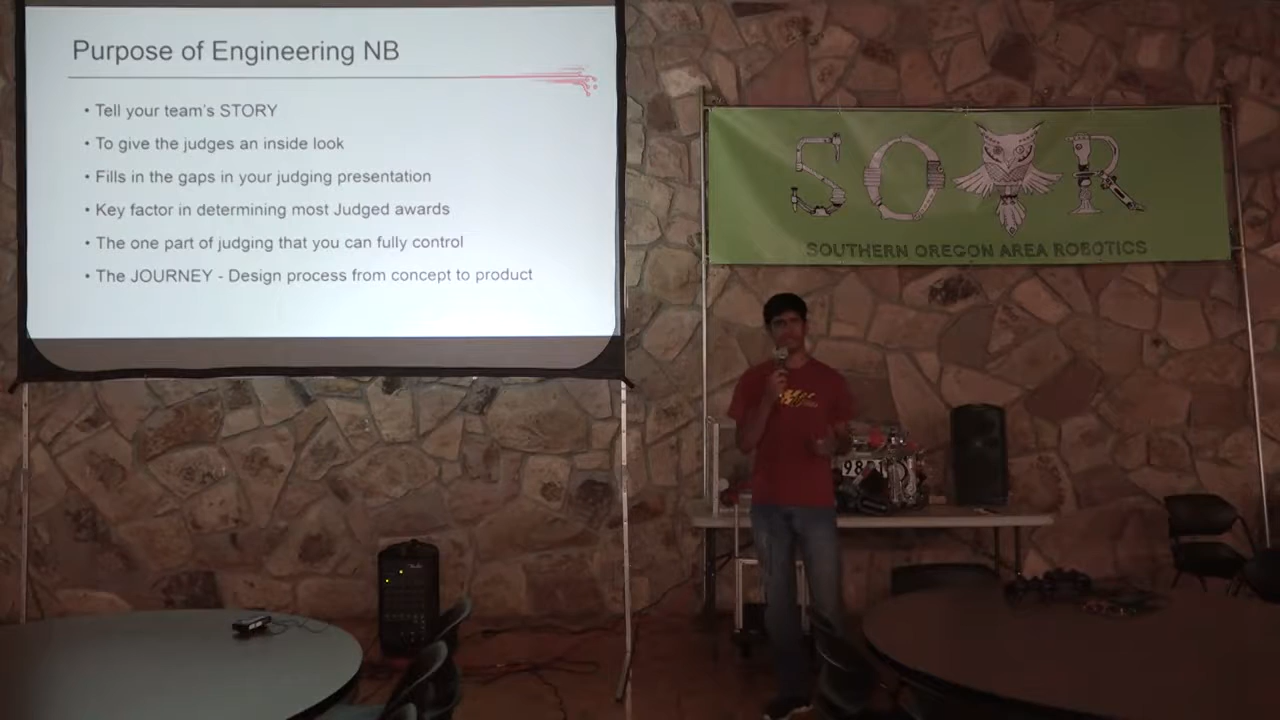 Purpose of Engineering NB
• Tell your team's STORY
• To give the judges an inside look
• Fills in the gaps in your judging presentation
• Key factor in determining most Judged awards
• The one part of judging that you can fully control
• The JOURNEY - Design process from concept to product
SOAR
SOUTHERN OREGON AREA ROBOTICS